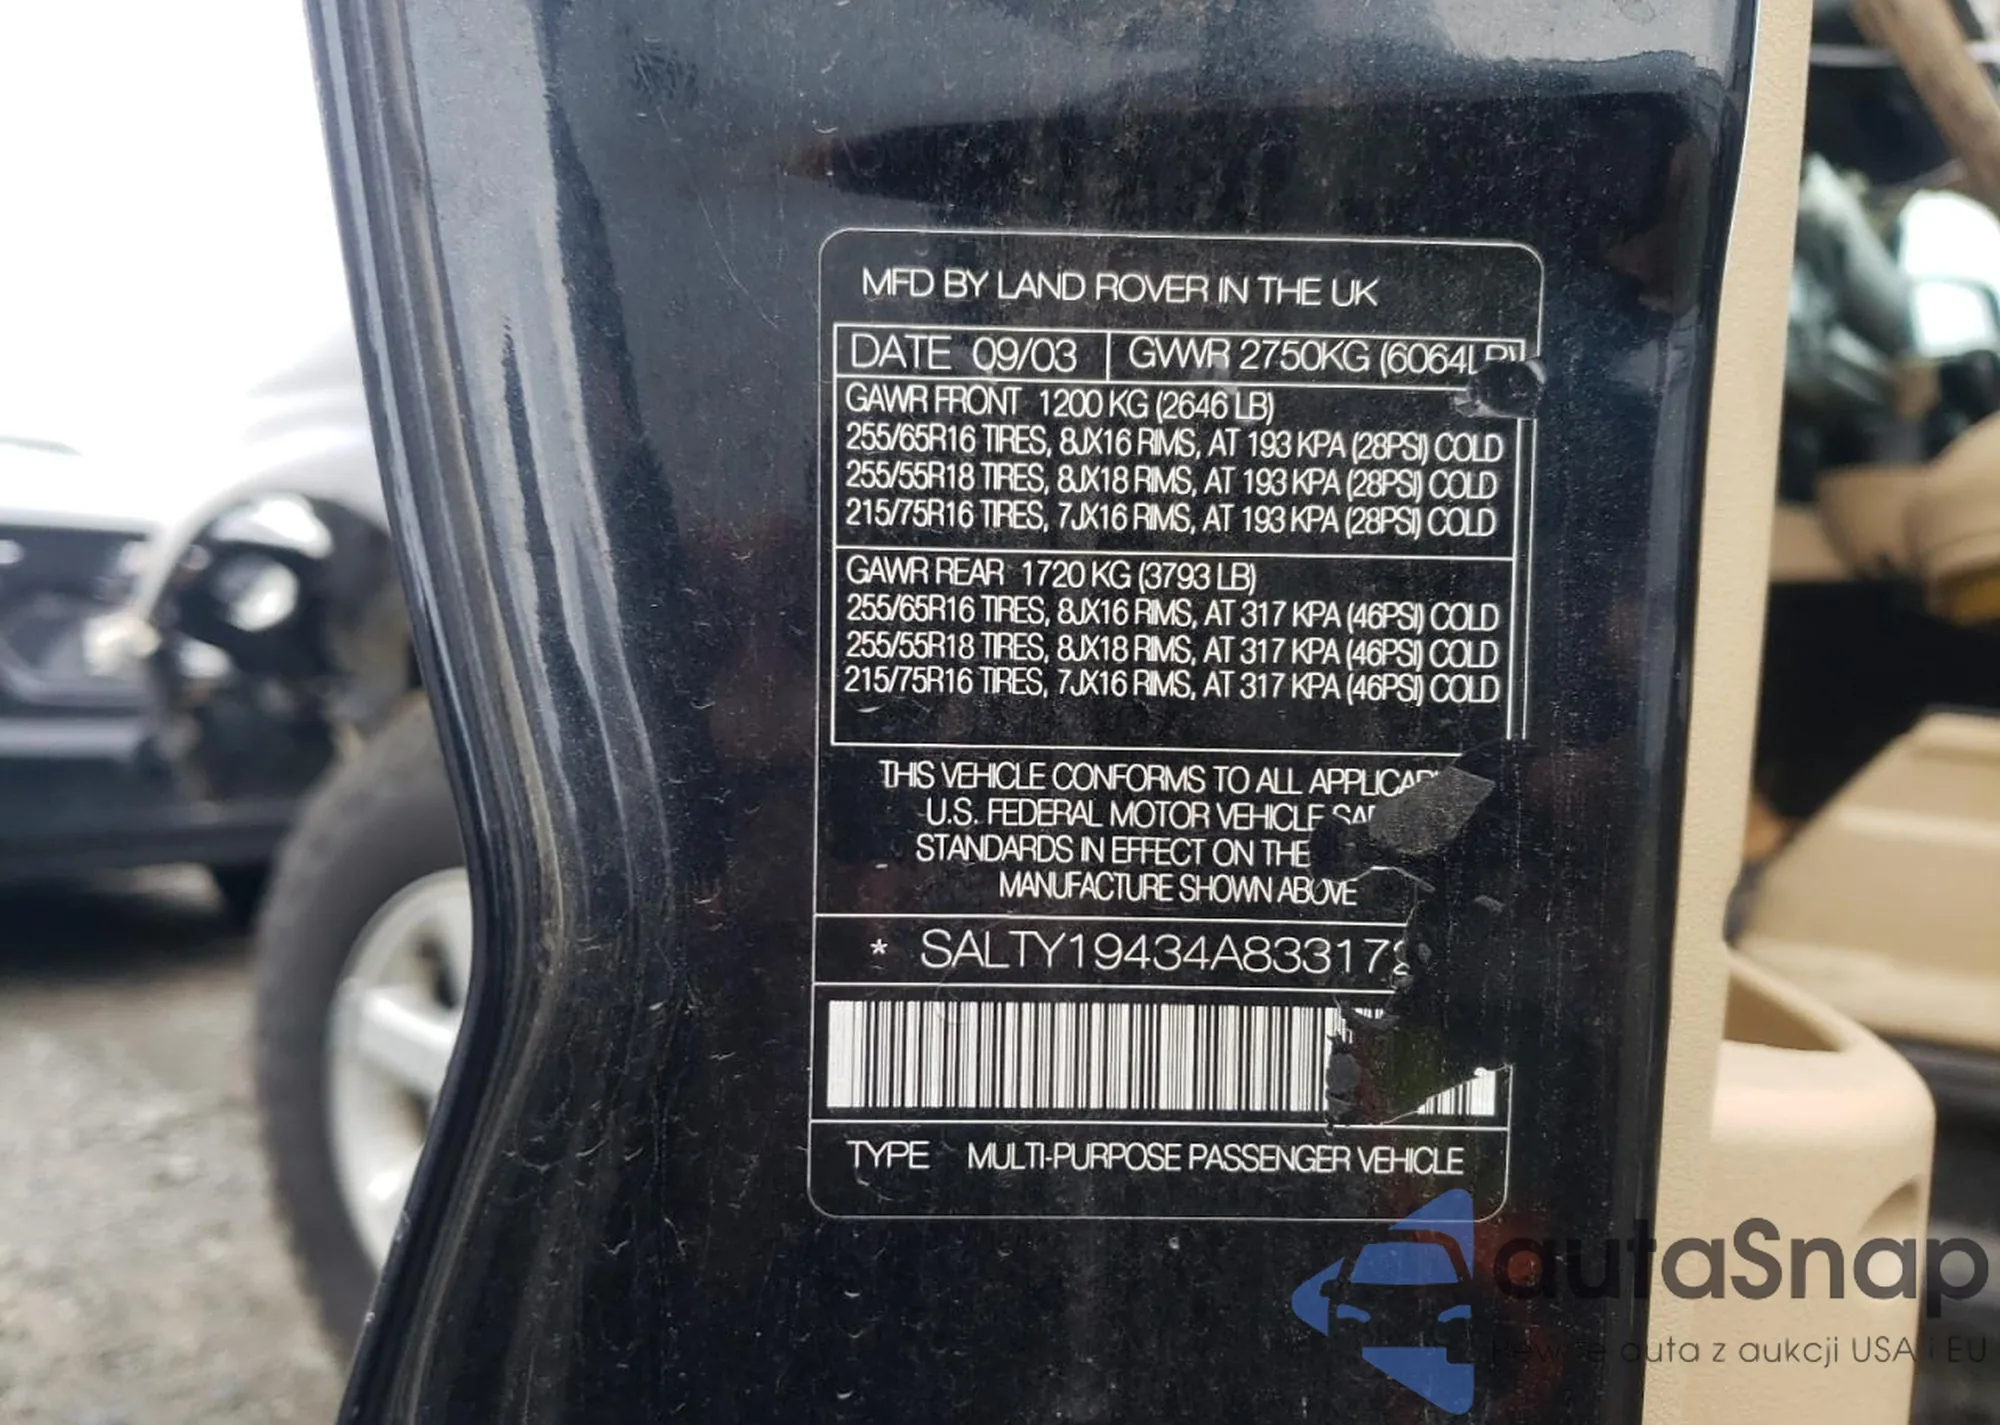 MFD BY LAND ROVER IN THE UK
DATE 09/03 GVWR 2750KG (6064LB)
GAWR FRONT 1200 KG (2646 LB)
255/65R16 TIRES, 8JX16 RIMS, AT 193 KPA (28PSI) COLD
255/55R18 TIRES, 8JX18 RIMS, AT 193 KPA (28PSI) COLD
215/75R16 TIRES, 7JX16 RIMS, AT 193 KPA (28PSI) COLD
GAWR REAR 1720 KG (3793 LB)
255/65R16 TIRES, 8JX16 RIMS, AT 317 KPA (46PSI) COLD
255/55R18 TIRES, 8JX18 RIMS, AT 317 KPA (46PSI) COLD
215/75R16 TIRES, 7JX16 RIMS, AT 317 KPA (46PSI) COLD
THIS VEHICLE CONFORMS TO ALL
U.S. FEDERAL MOTOR VEHICLE
STANDARDS IN EFFECT ON THE
MANUFACTURE SHOWN ABOVE
* SALTY19434A83317
TYPE MULTI-PURPOSE PASSENGER VEHICLE
autaSnap
auta z aukcji USA i EU